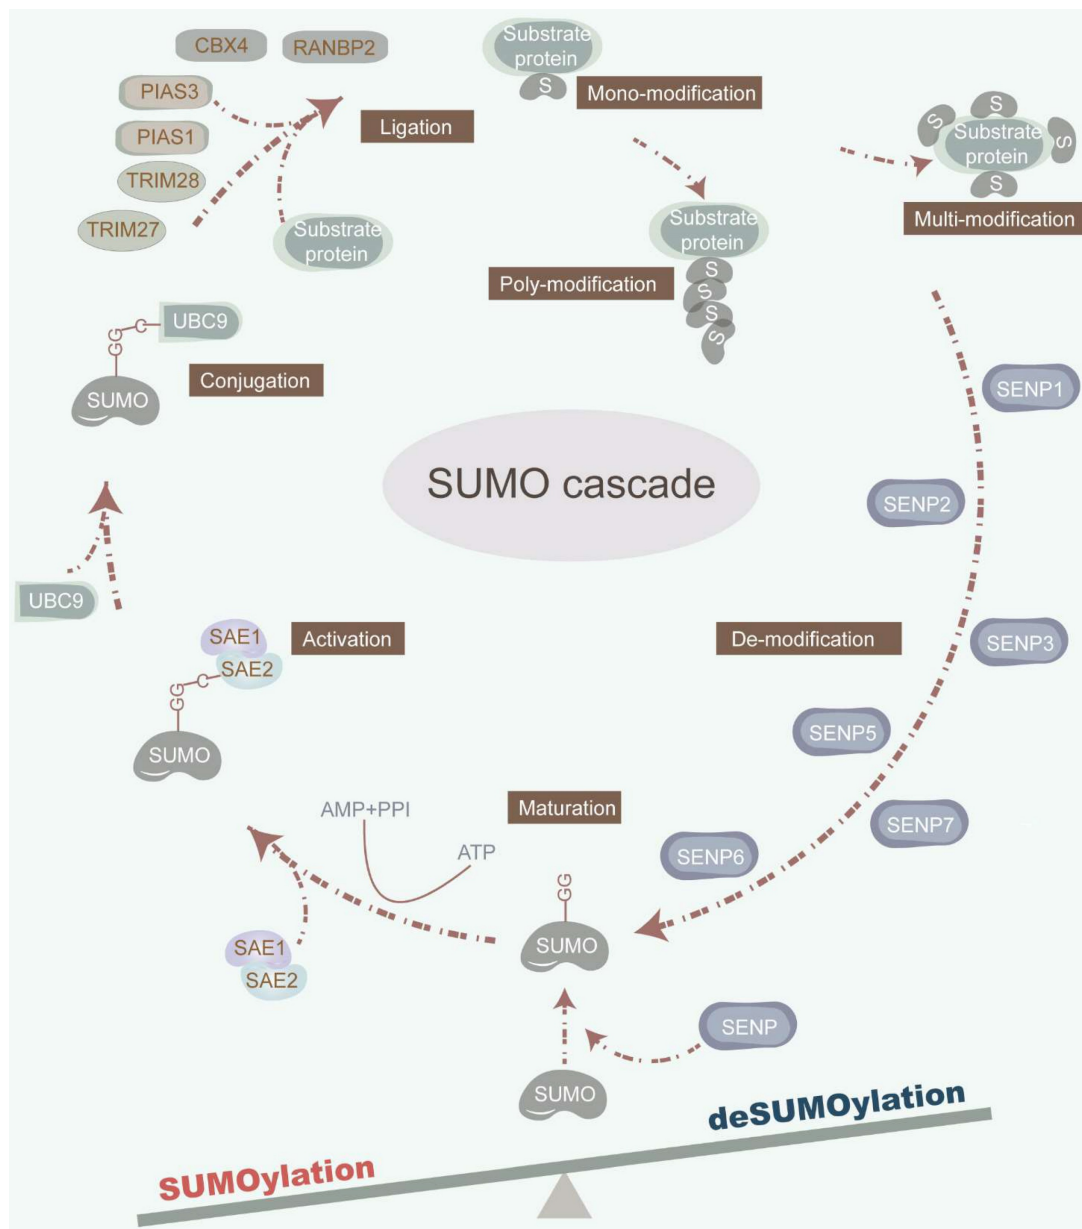 CBX4
RANBP2
PIAS3
PIAS1
TRIM28
TRIM27
Ligation
Substrate
protein
Substrate
protein
S
Mono-modification
Substrate
protein
S
S
S
S
Multi-modification
Substrate
protein
S
S
S
S
Poly-modification
UBC9
C
GG
SUMO
Conjugation
SUMO cascade
SENP1
SENP2
SENP3
SENP5
SENP7
SENP6
De-modification
UBC9
SAE1
SAE2
C
GG
SUMO
Activation
AMP+PPI
ATP
Maturation
GG
SUMO
SAE1
SAE2
SENP
SUMO
deSUMOylation
SUMOylation